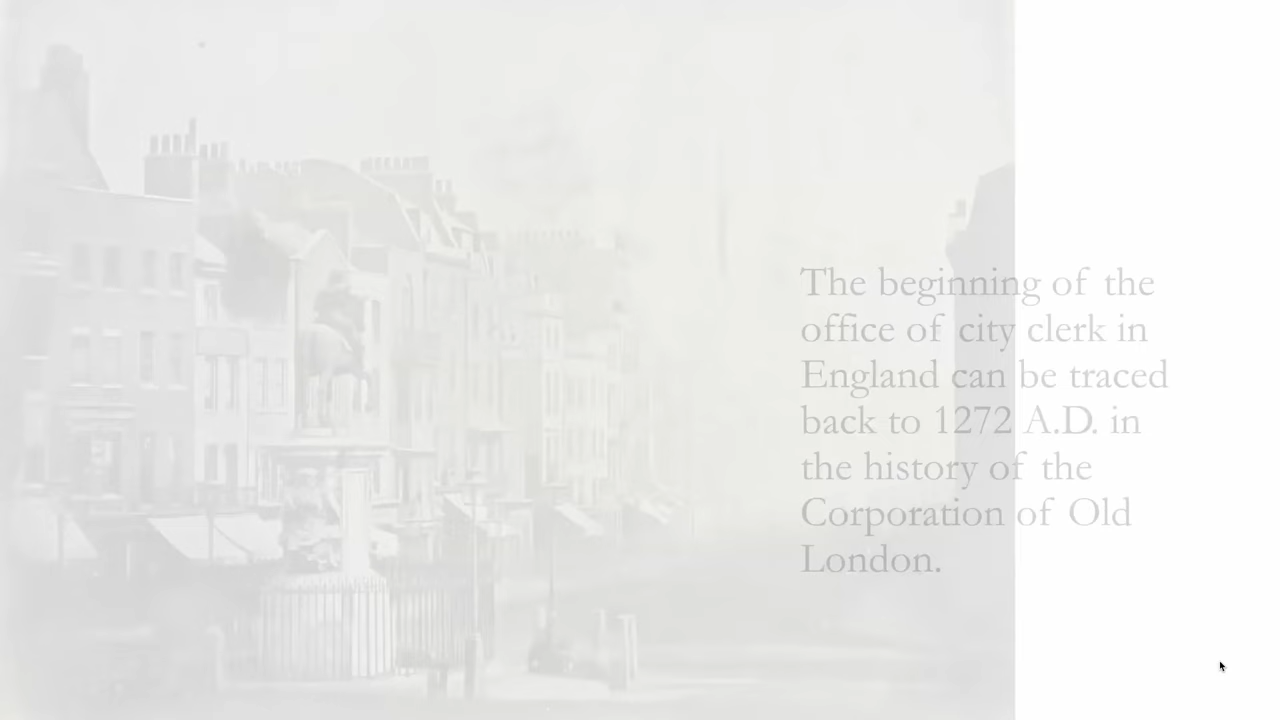 The beginning of the
office of city clerk in
England can be traced
back to 1272 A.D. in
the history of the
Corporation of Old
London.